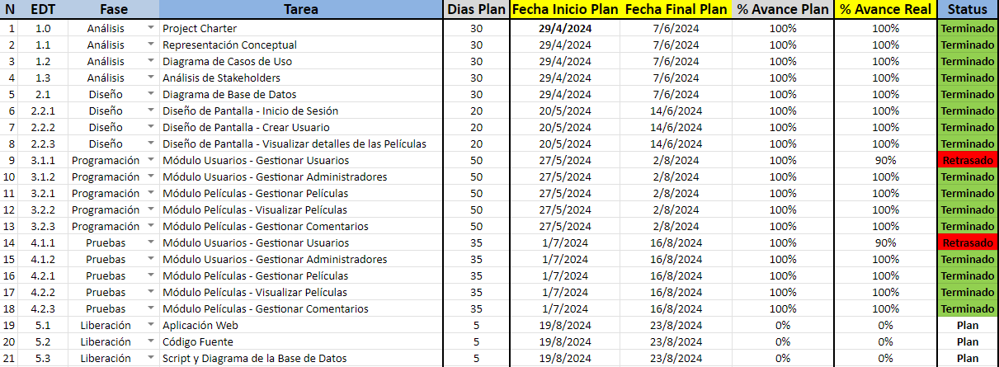 N EDT Fase Tarea Dias Plan Fecha Inicio Plan Fecha Final Plan % Avance Plan % Avance Real Status
1 1.0 Análisis Project Charter 30 29/4/2024 7/6/2024 100% 100% Terminado
2 1.1 Análisis Representación Conceptual 30 29/4/2024 7/6/2024 100% 100% Terminado
3 1.2 Análisis Diagrama de Casos de Uso 30 29/4/2024 7/6/2024 100% 100% Terminado
4 1.3 Análisis Análisis de Stakeholders 30 29/4/2024 7/6/2024 100% 100% Terminado
5 2.1 Diseño Diagrama de Base de Datos 30 29/4/2024 7/6/2024 100% 100% Terminado
6 2.2.1 Diseño Diseño de Pantalla - Inicio de Sesión 20 20/5/2024 14/6/2024 100% 100% Terminado
7 2.2.2 Diseño Diseño de Pantalla - Crear Usuario 20 20/5/2024 14/6/2024 100% 100% Terminado
8 2.2.3 Diseño Diseño de Pantalla - Visualizar detalles de las Películas 20 20/5/2024 14/6/2024 100% 100% Terminado
9 3.1.1 Programación Módulo Usuarios - Gestionar Usuarios 50 27/5/2024 2/8/2024 100% 90% Retrasado
10 3.1.2 Programación Módulo Usuarios - Gestionar Administradores 50 27/5/2024 2/8/2024 100% 100% Terminado
11 3.2.1 Programación Módulo Películas - Gestionar Películas 50 27/5/2024 2/8/2024 100% 100% Terminado
12 3.2.2 Programación Módulo Películas - Visualizar Películas 50 27/5/2024 2/8/2024 100% 100% Terminado
13 3.2.3 Programación Módulo Películas - Gestionar Comentarios 50 27/5/2024 2/8/2024 100% 100% Terminado
14 4.1.1 Pruebas Módulo Usuarios - Gestionar Usuarios 35 1/7/2024 16/8/2024 100% 90% Retrasado
15 4.1.2 Pruebas Módulo Usuarios - Gestionar Administradores 35 1/7/2024 16/8/2024 100% 100% Terminado
16 4.2.1 Pruebas Módulo Películas - Gestionar Películas 35 1/7/2024 16/8/2024 100% 100% Terminado
17 4.2.2 Pruebas Módulo Películas - Visualizar Películas 35 1/7/2024 16/8/2024 100% 100% Terminado
18 4.2.3 Pruebas Módulo Películas - Gestionar Comentarios 35 1/7/2024 16/8/2024 100% 100% Terminado
19 5.1 Liberación Aplicación Web 5 19/8/2024 23/8/2024 0% 0% Plan
20 5.2 Liberación Código Fuente 5 19/8/2024 23/8/2024 0% 0% Plan
21 5.3 Liberación Script y Diagrama de la Base de Datos 5 19/8/2024 23/8/2024 0% 0% Plan